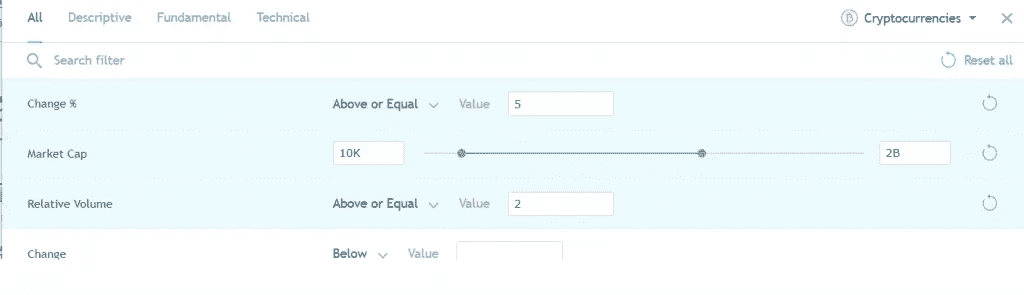 All Descriptive Fundamental Technical Cryptocurrencies
Search filter Reset all
Change % Above or Equal Value 5
Market Cap 10K 2B
Relative Volume Above or Equal Value 2
Change Below Value